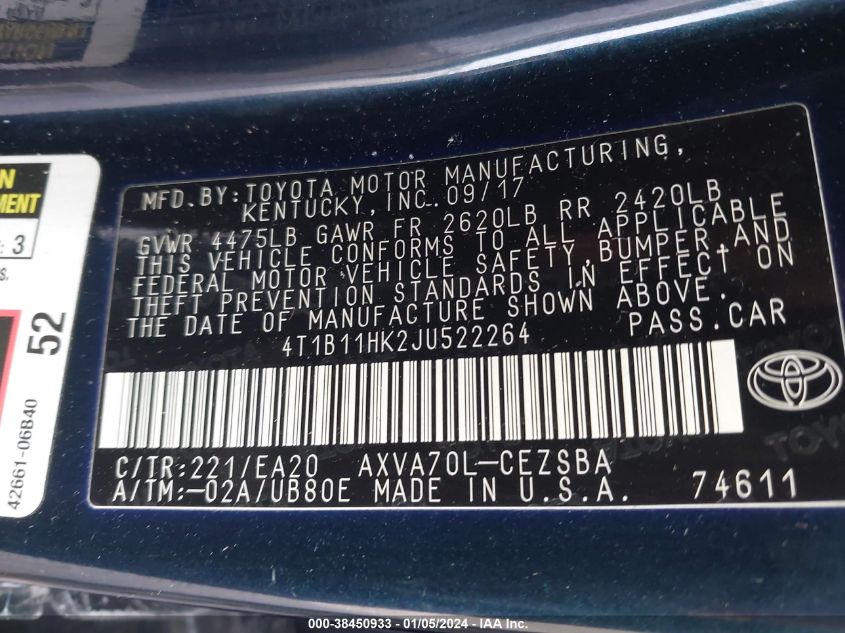 MFD. BY: TOYOTA MOTOR MANUFACTURING,
KENTUCKY, INC. 09/17
GVWR 4475LB GAWR FR 2620LB RR 2420LB
THIS VEHICLE CONFORMS TO ALL APPLICABLE
FEDERAL MOTOR VEHICLE SAFETY, BUMPER, AND
THEFT PREVENTION STANDARDS IN EFFECT ON
THE DATE OF MANUFACTURE SHOWN ABOVE.
4T1B11HK2JU522264 PASS. CAR
C/TR: 221/EA20 AXVA70L-CEZSBA
A/TM: -02A/UB80E MADE IN U.S.A. 74611
3
52
42661-06B40
000-38450933 - 01/05/2024 - IAA Inc.